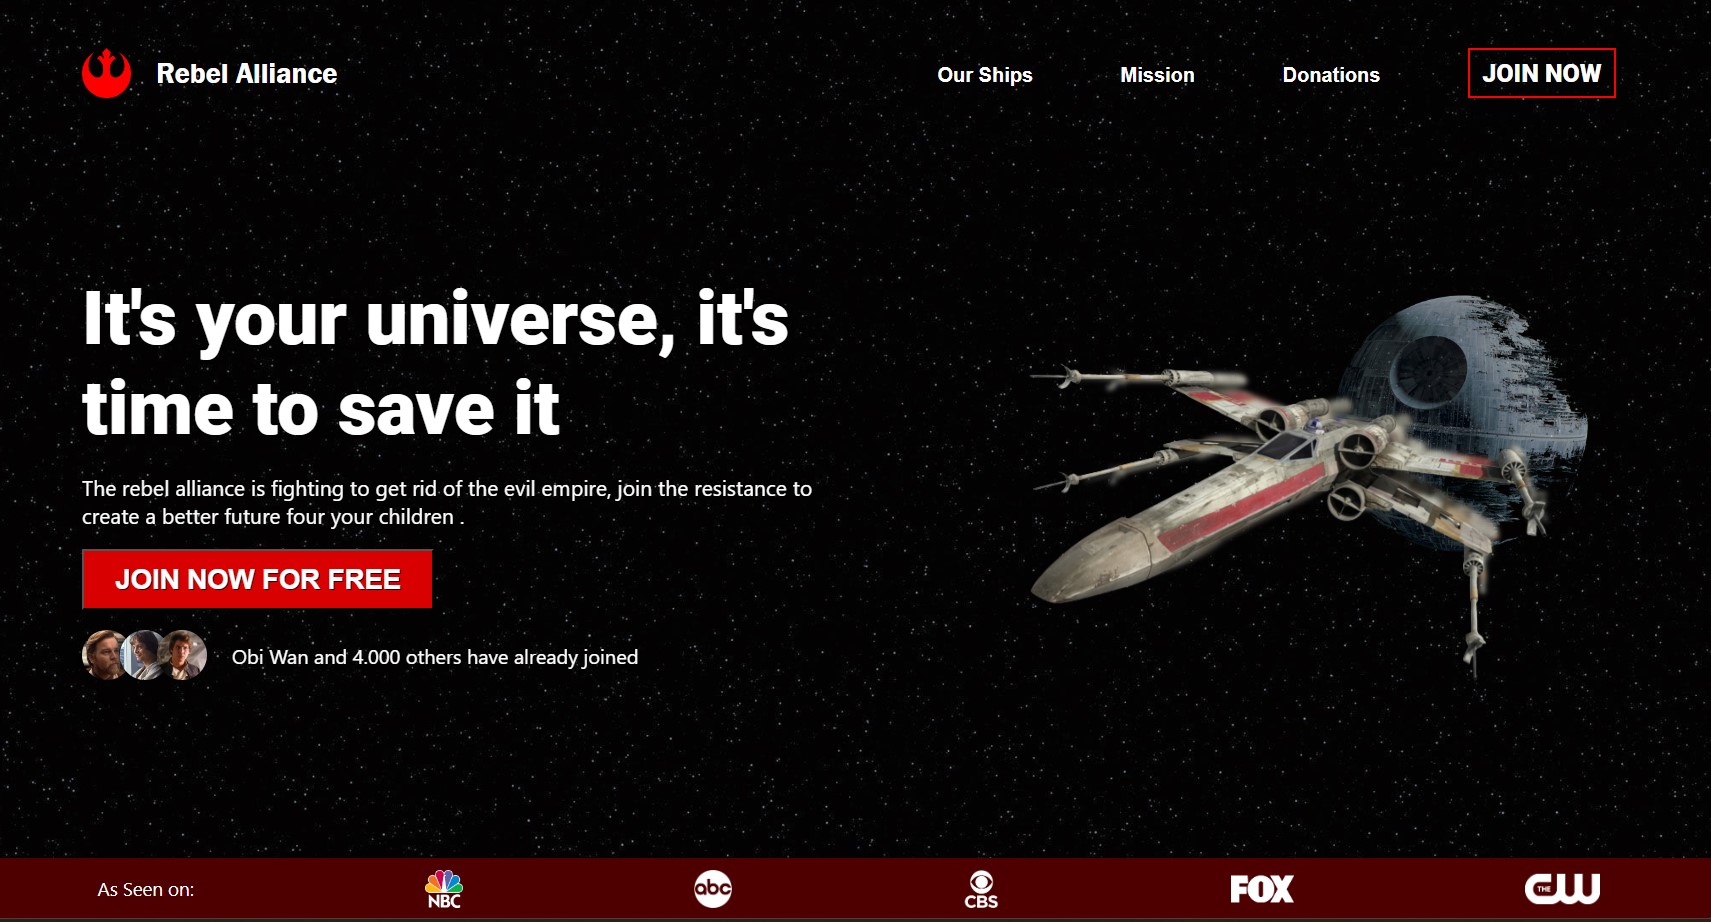 Rebel Alliance
Our Ships
Mission
Donations
JOIN NOW
It's your universe, it's
time to save it
The rebel alliance is fighting to get rid of the evil empire, join the resistance to
create a better future four your children .
JOIN NOW FOR FREE
Obi Wan and 4.000 others have already joined
As Seen on:
NBC
abc
CBS
FOX
THE CW